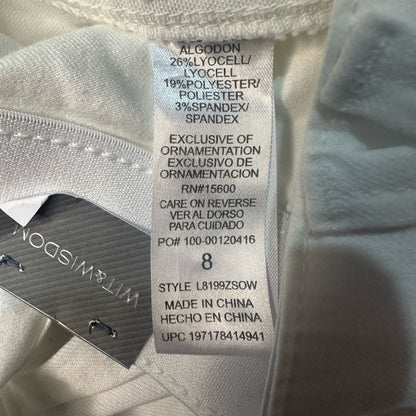 ALGODON
26%LYOCELL/
LYOCELL
19%POLYESTER/
POLIESTER
3%SPANDEX/
SPANDEX
EXCLUSIVE OF
ORNAMENTATION
EXCLUSIVO DE
ORNAMENTACIÓN
RN#15600
CARE ON REVERSE
VER AL DORSO
PARA CUIDADO
PO# 100-00120416
8
STYLE L8199ZSOW
MADE IN CHINA
HECHO EN CHINA
UPC 197178414941
WIT&WISDOM